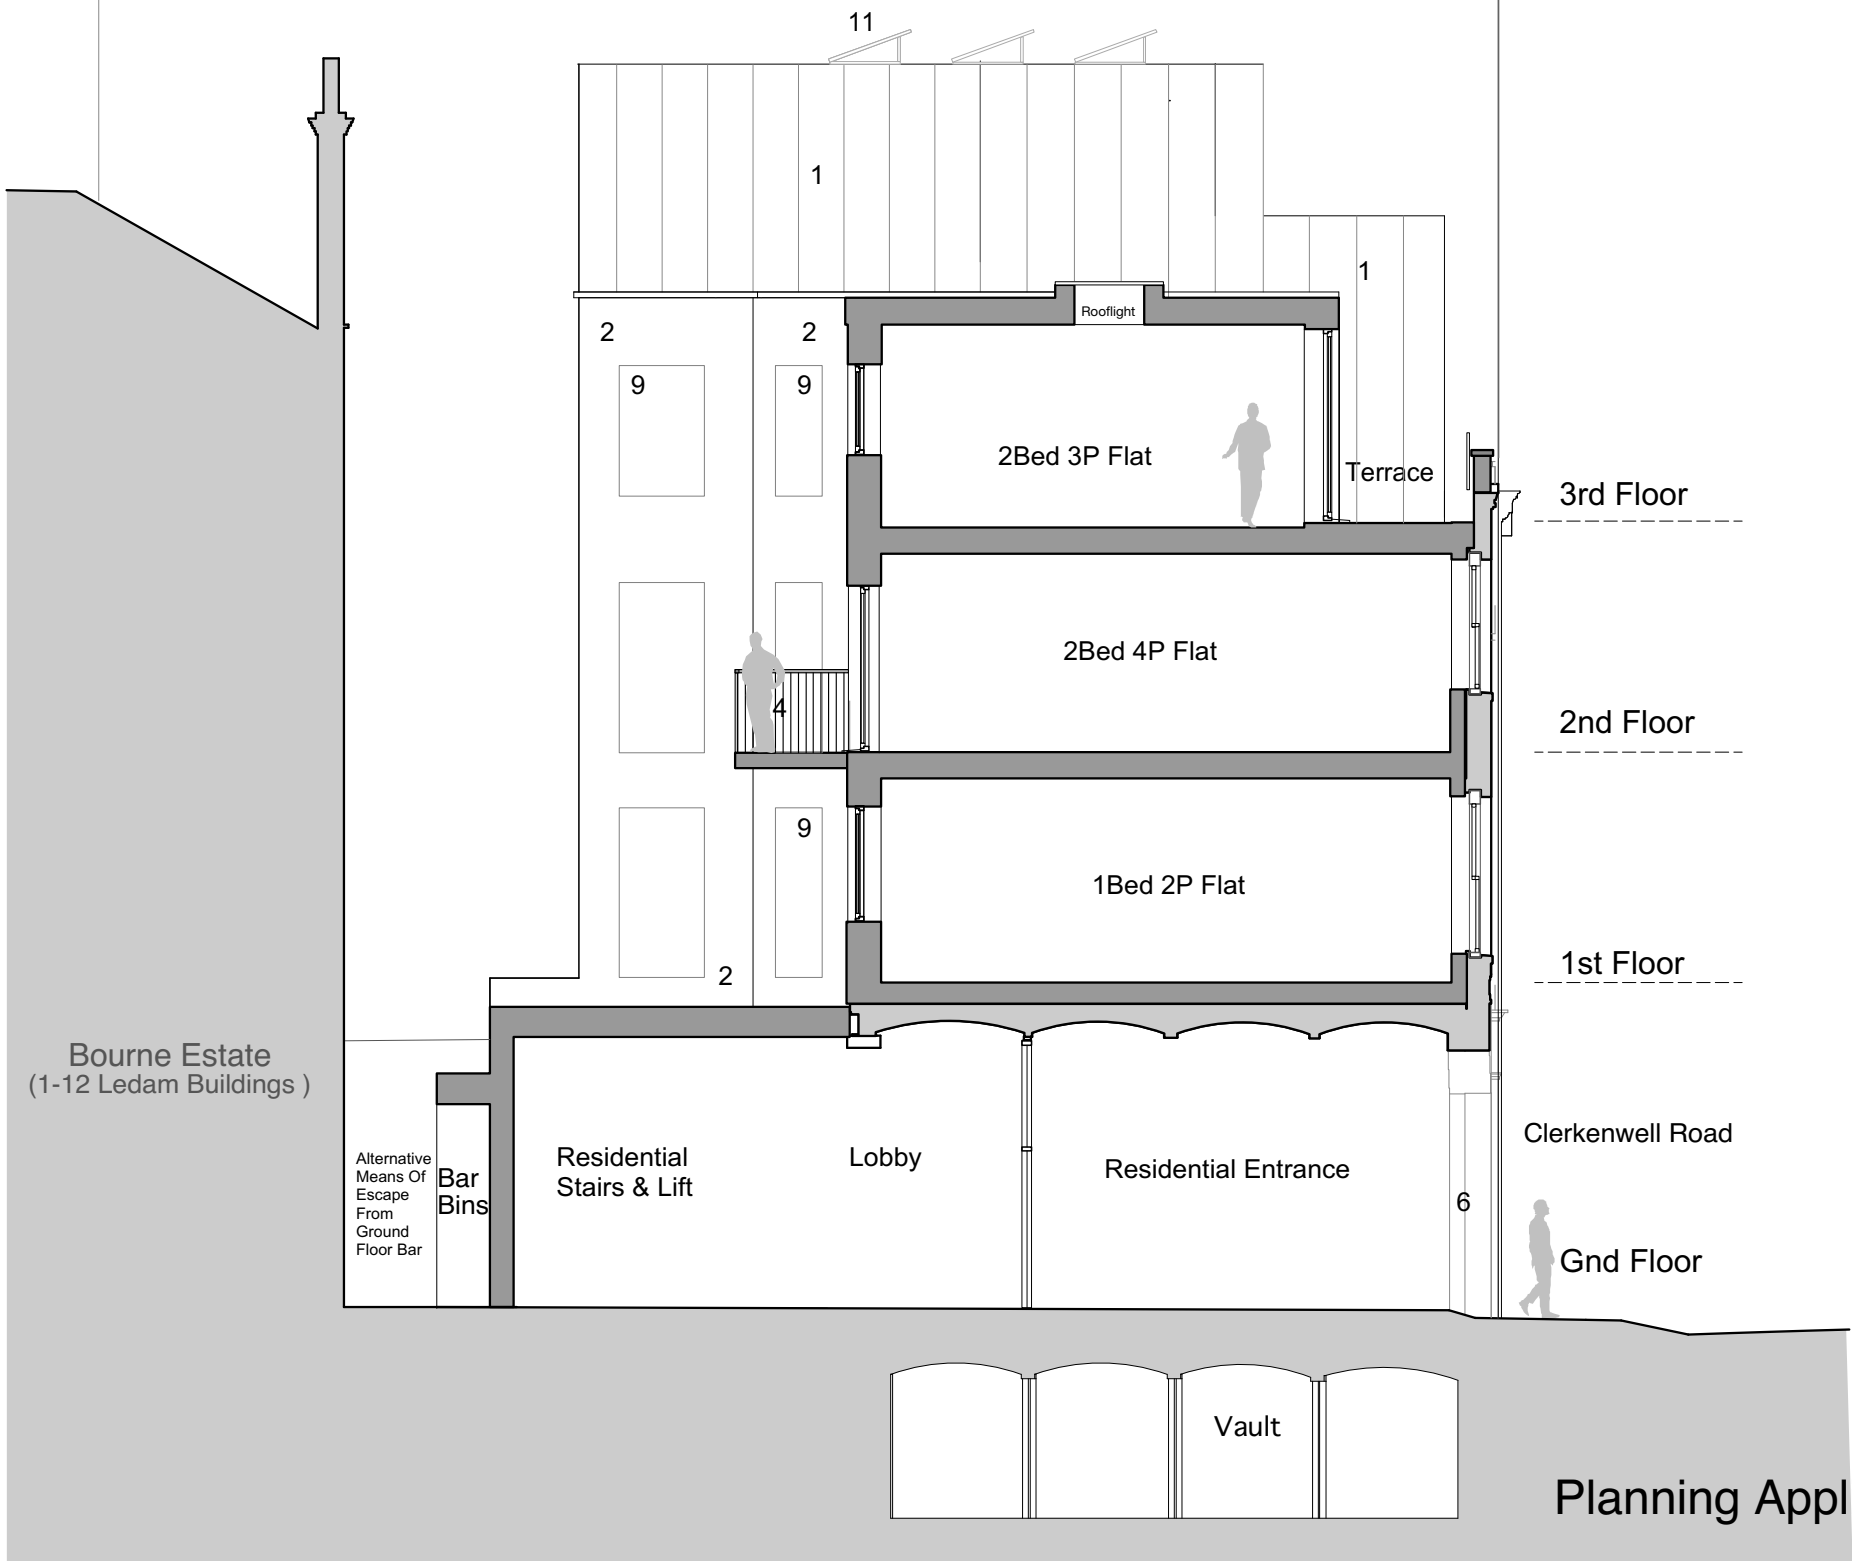 11
1
1
Rooflight
2
2
9
9
2Bed 3P Flat
Terrace
3rd Floor
2Bed 4P Flat
4
2nd Floor
9
1Bed 2P Flat
2
1st Floor
Bourne Estate
(1-12 Ledam Buildings )
Alternative
Means Of
Escape
From
Ground
Floor Bar
Bar
Bins
Residential
Stairs & Lift
Lobby
Residential Entrance
6
Clerkenwell Road
Gnd Floor
Vault
Planning Appl